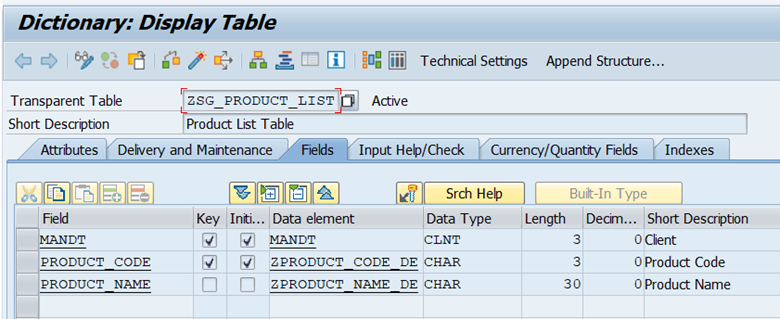 Dictionary: Display Table
Technical Settings Append Structure...
Transparent Table ZSG_PRODUCT_LIST Active
Short Description Product List Table
Attributes Delivery and Maintenance Fields Input Help/Check Currency/Quantity Fields Indexes
Srch Help Built-In Type
Field Key Initi... Data element Data Type Length Decim... Short Description
MANDT MANDT CLNT 3 0 Client
PRODUCT_CODE ZPRODUCT_CODE_DE CHAR 3 0 Product Code
PRODUCT_NAME ZPRODUCT_NAME_DE CHAR 30 0 Product Name